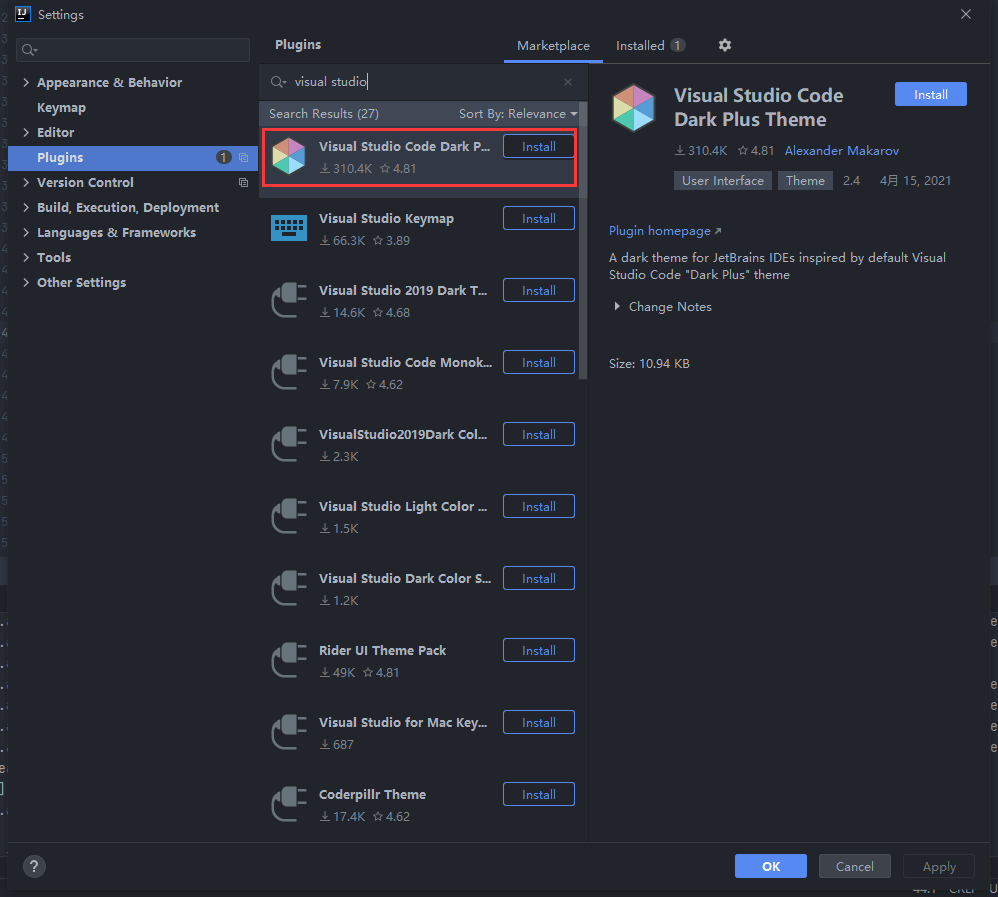 Settings
Plugins
Marketplace
Installed 1
Appearance & Behavior
Keymap
Editor
Plugins 1
Version Control
Build, Execution, Deployment
Languages & Frameworks
Tools
Other Settings
visual studio
Search Results (27)
Sort By: Relevance
Visual Studio Code Dark P...
Install
310.4K 4.81
Visual Studio Keymap
Install
66.3K 3.89
Visual Studio 2019 Dark T...
Install
14.6K 4.68
Visual Studio Code Monok...
Install
7.9K 4.62
VisualStudio2019Dark Col...
Install
2.3K
Visual Studio Light Color ...
Install
1.5K
Visual Studio Dark Color S...
Install
1.2K
Rider UI Theme Pack
Install
49K 4.81
Visual Studio for Mac Key...
Install
687
Coderpillr Theme
Install
17.4K 4.62
Visual Studio Code
Dark Plus Theme
Install
310.4K 4.81 Alexander Makarov
User Interface Theme 2.4 4月 15, 2021
Plugin homepage
A dark theme for JetBrains IDEs inspired by default Visual
Studio Code "Dark Plus" theme
Change Notes
Size: 10.94 KB
?
OK
Cancel
Apply